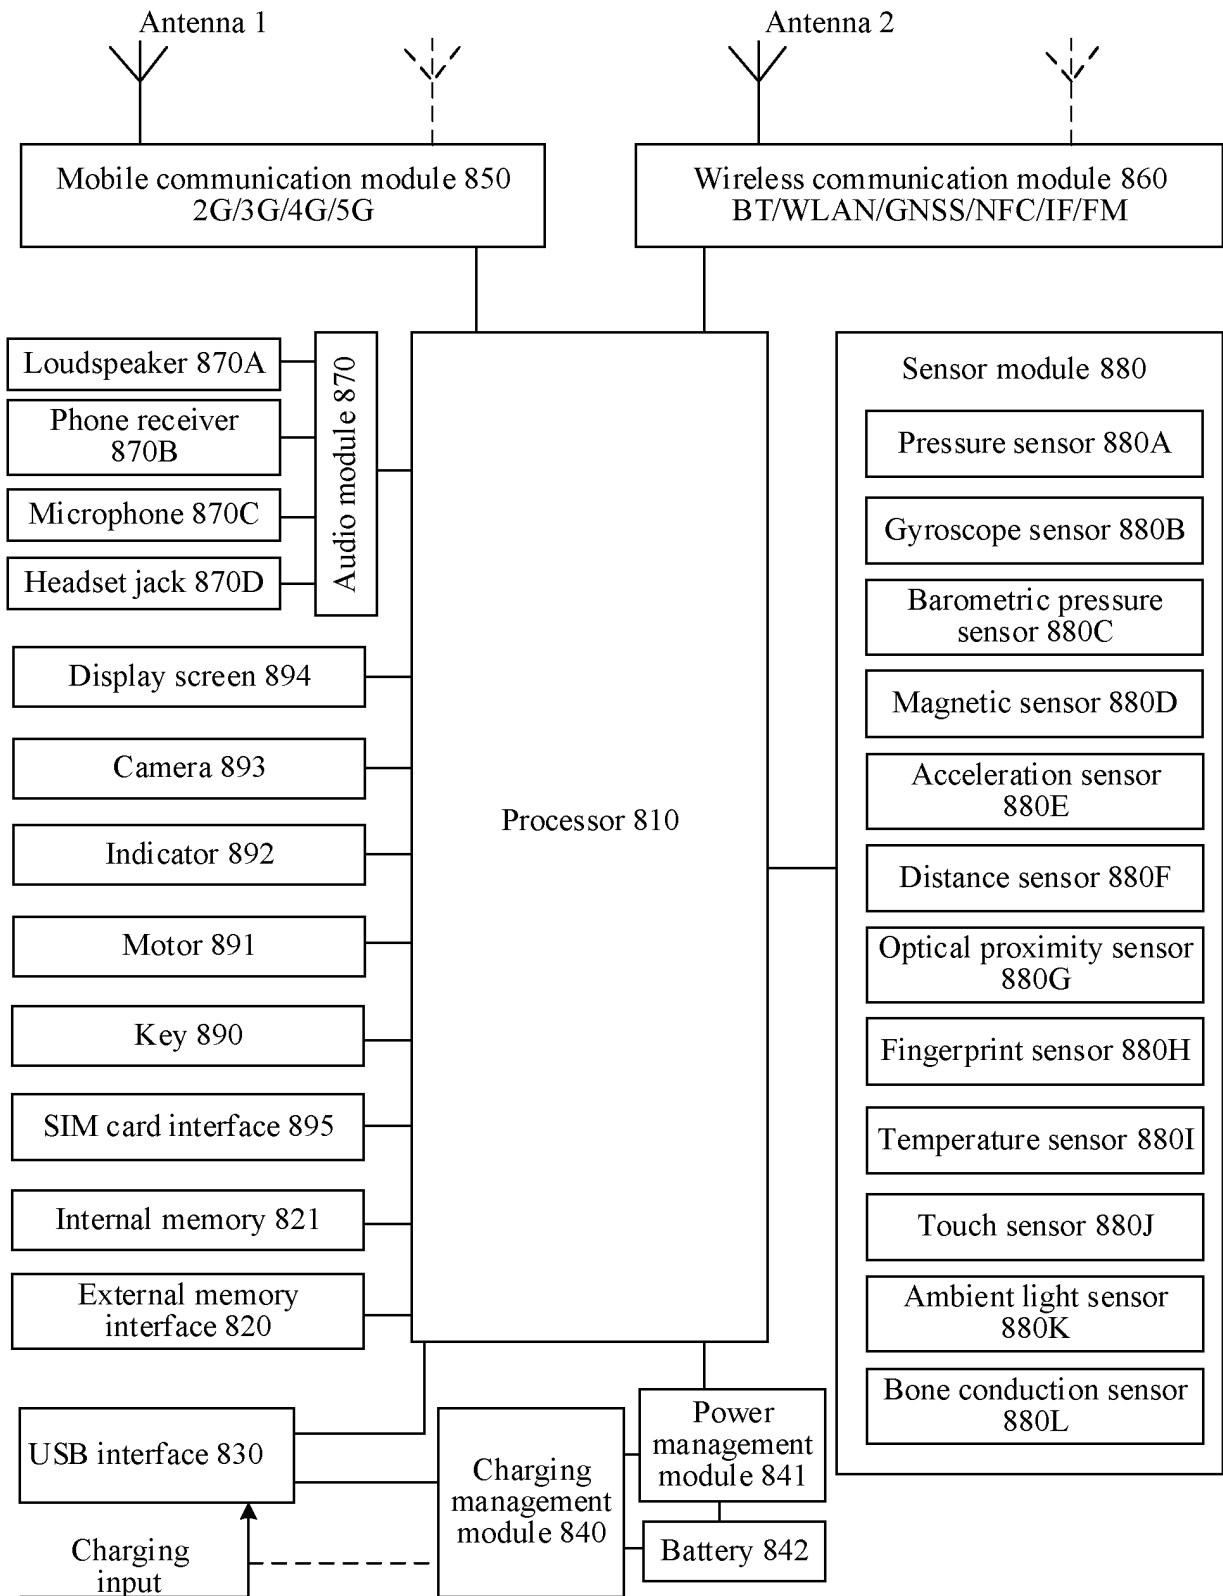 Antenna 1
Antenna 2
Mobile communication module 850
2G/3G/4G/5G
Wireless communication module 860
BT/WLAN/GNSS/NFC/IF/FM
Loudspeaker 870A
Phone receiver
870B
Microphone 870C
Headset jack 870D
Audio module 870
Display screen 894
Camera 893
Indicator 892
Motor 891
Key 890
SIM card interface 895
Internal memory 821
External memory
interface 820
Processor 810
Sensor module 880
Pressure sensor 880A
Gyroscope sensor 880B
Barometric pressure
sensor 880C
Magnetic sensor 880D
Acceleration sensor
880E
Distance sensor 880F
Optical proximity sensor
880G
Fingerprint sensor 880H
Temperature sensor 880I
Touch sensor 880J
Ambient light sensor
880K
Bone conduction sensor
880L
USB interface 830
Charging
input
Charging
management
module 840
Power
management
module 841
Battery 842